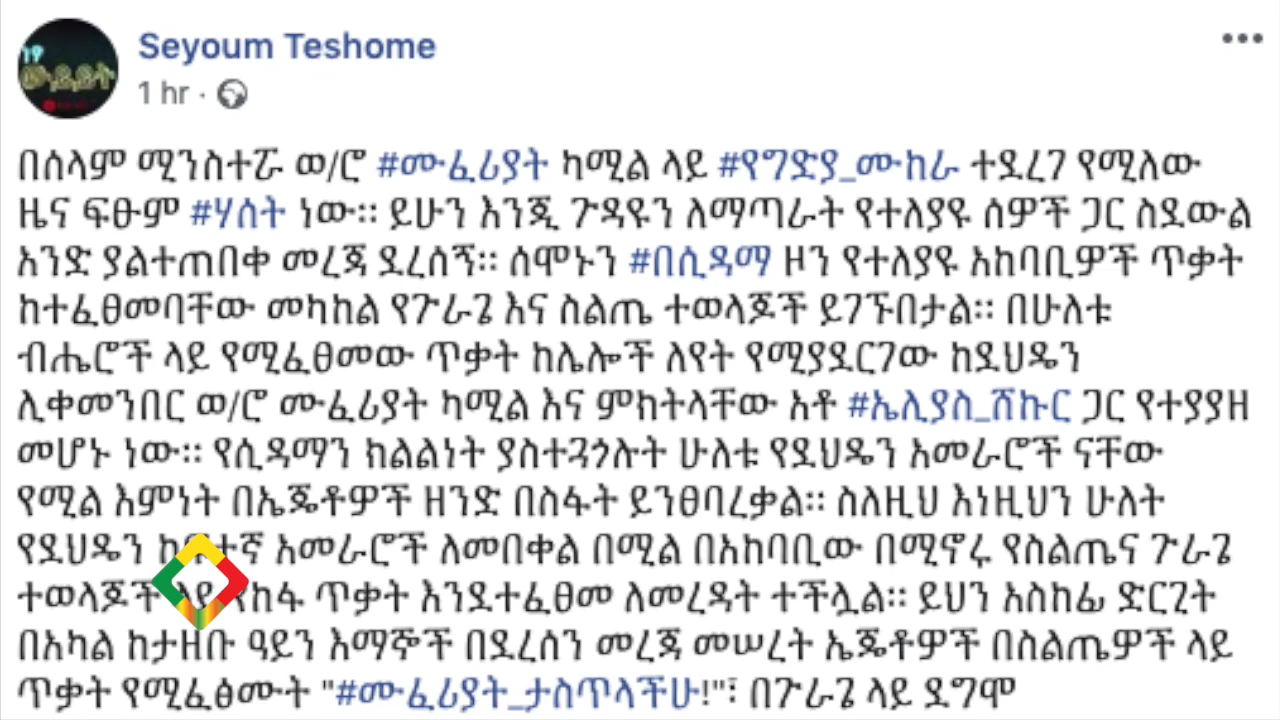 Seyoum Teshome
1 hr ·
በሰላም ሚንስተሯ ወ/ሮ #ሙፈሪያት ካሚል ላይ #የግድያ_ሙከራ ተደረገ የሚለው
ዜና ፍፁም #ሃሰት ነው። ይሁን እንጂ ጉዳዩን ለማጣራት የተለያዩ ሰዎች ጋር ስደውል
አንድ ያልተጠበቀ መረጃ ደረሰኝ። ሰሞኑን #በሲዳማ ዞን የተለያዩ አከባቢዎች ጥቃት
ከተፈፀመባቸው መካከል የጉራጌ እና ስልጤ ተወላጆች ይገኙበታል። በሁለቱ
ብሔሮች ላይ የሚፈፀመው ጥቃት ከሌሎች ለየት የሚያደርገው ከደህዴን
ሊቀመንበር ወ/ሮ ሙፈሪያት ካሚል እና ምክትላቸው አቶ #ኤሊያስ_ሽኩር ጋር የተያያዘ
መሆኑ ነው። የሲዳማን ክልልነት ያስተጓጎሉት ሁለቱ የደህዴን አመራሮች ናቸው
የሚል እምነት በኤጄቶዎች ዘንድ በስፋት ይንፀባረቃል። ስለዚህ እነዚህን ሁለት
የደህዴን አመራሮች ለመበቀል በሚል በአከባቢው በሚኖሩ የስልጤና ጉራጌ
ተወላጆች ጥቃት እንደተፈፀመ ለመረዳት ተችሏል። ይህን አስከፊ ድርጊት
በአካል ከታዘቡ ዓይን እማኞች በደረሰን መረጃ መሠረት ኤጄቶዎች በስልጤዎች ላይ
ጥቃት የሚፈፅሙት "#ሙፈሪያት_ታስጥላችሁ!"፣ በጉራጌ ላይ ደግሞ